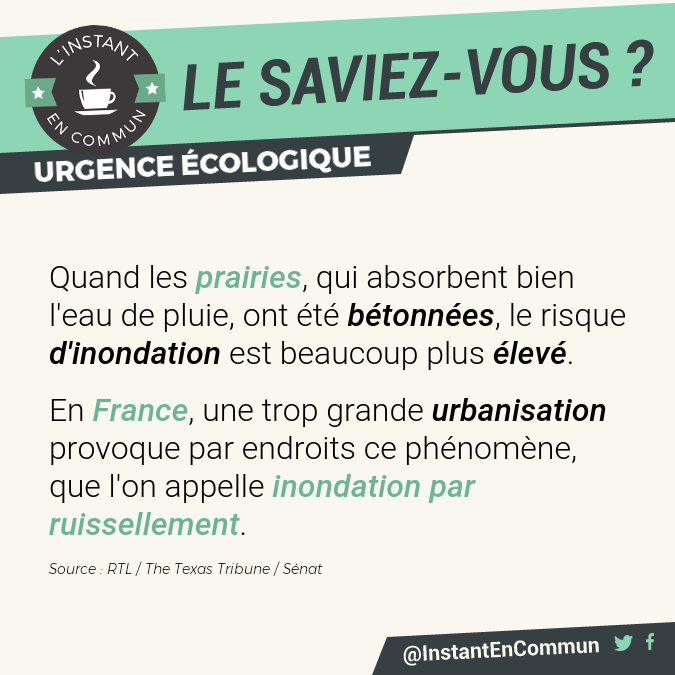 L'INSTANT
EN COMMUN
LE SAVIEZ-VOUS ?
URGENCE ÉCOLOGIQUE
Quand les prairies, qui absorbent bien
l'eau de pluie, ont été bétonnées, le risque
d'inondation est beaucoup plus élevé.
En France, une trop grande urbanisation
provoque par endroits ce phénomène,
que l'on appelle inondation par
ruissellement.
Source : RTL / The Texas Tribune / Sénat
@InstantEnCommun